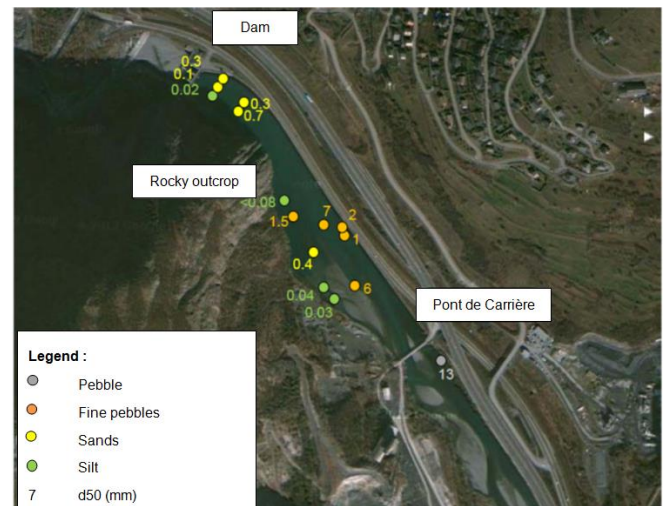 Dam
0.3
0.1
0.02
0.3
0.7
Rocky outcrop
<0.08
1.5
7
2
1
0.4
6
0.04
0.03
Pont de Carrière
13
Legend :
Pebble
Fine pebbles
Sands
Silt
7 d50 (mm)